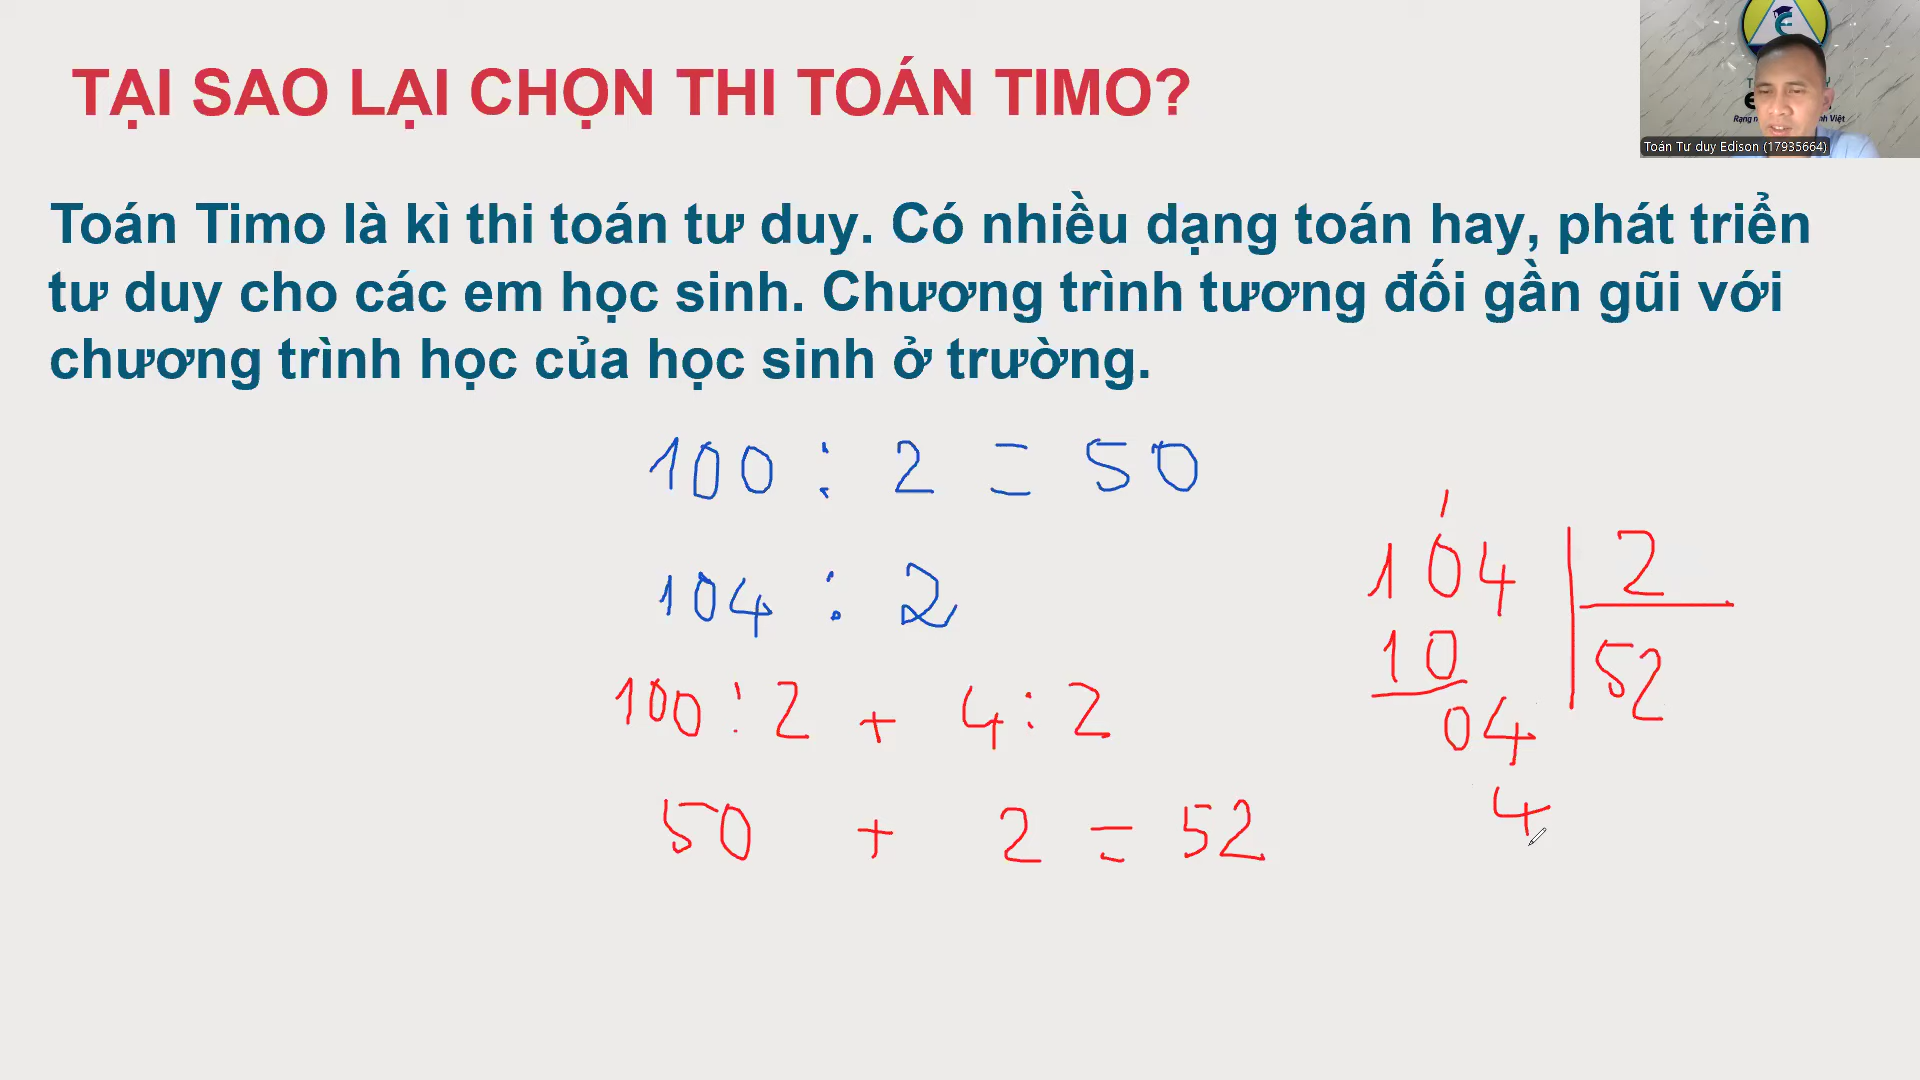 TẠI SAO LẠI CHỌN THI TOÁN TIMO?
Toán Tư duy Edison (17935664)
Toán Timo là kì thi toán tư duy. Có nhiều dạng toán hay, phát triển
tư duy cho các em học sinh. Chương trình tương đối gần gũi với
chương trình học của học sinh ở trường.
100 : 2 = 50
104 : 2
100 : 2 + 4 : 2
50 + 2 = 52
104 2
10 52
04
4